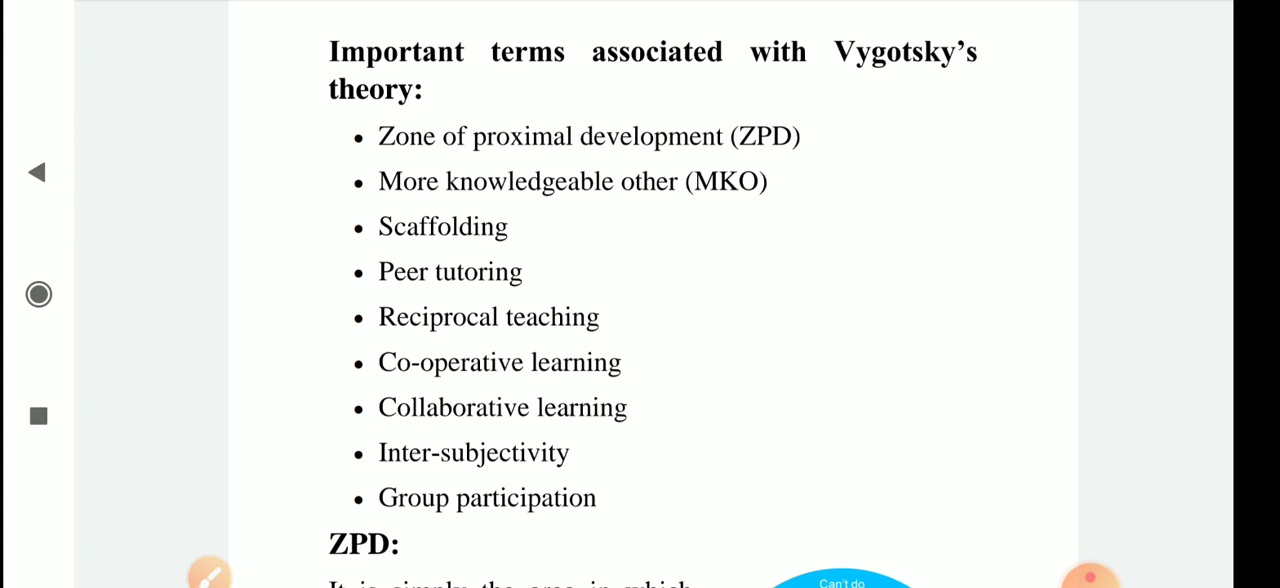 Important terms associated with Vygotsky's
theory:
• Zone of proximal development (ZPD)
• More knowledgeable other (MKO)
• Scaffolding
• Peer tutoring
• Reciprocal teaching
• Co-operative learning
• Collaborative learning
• Inter-subjectivity
• Group participation
ZPD:
Can't do